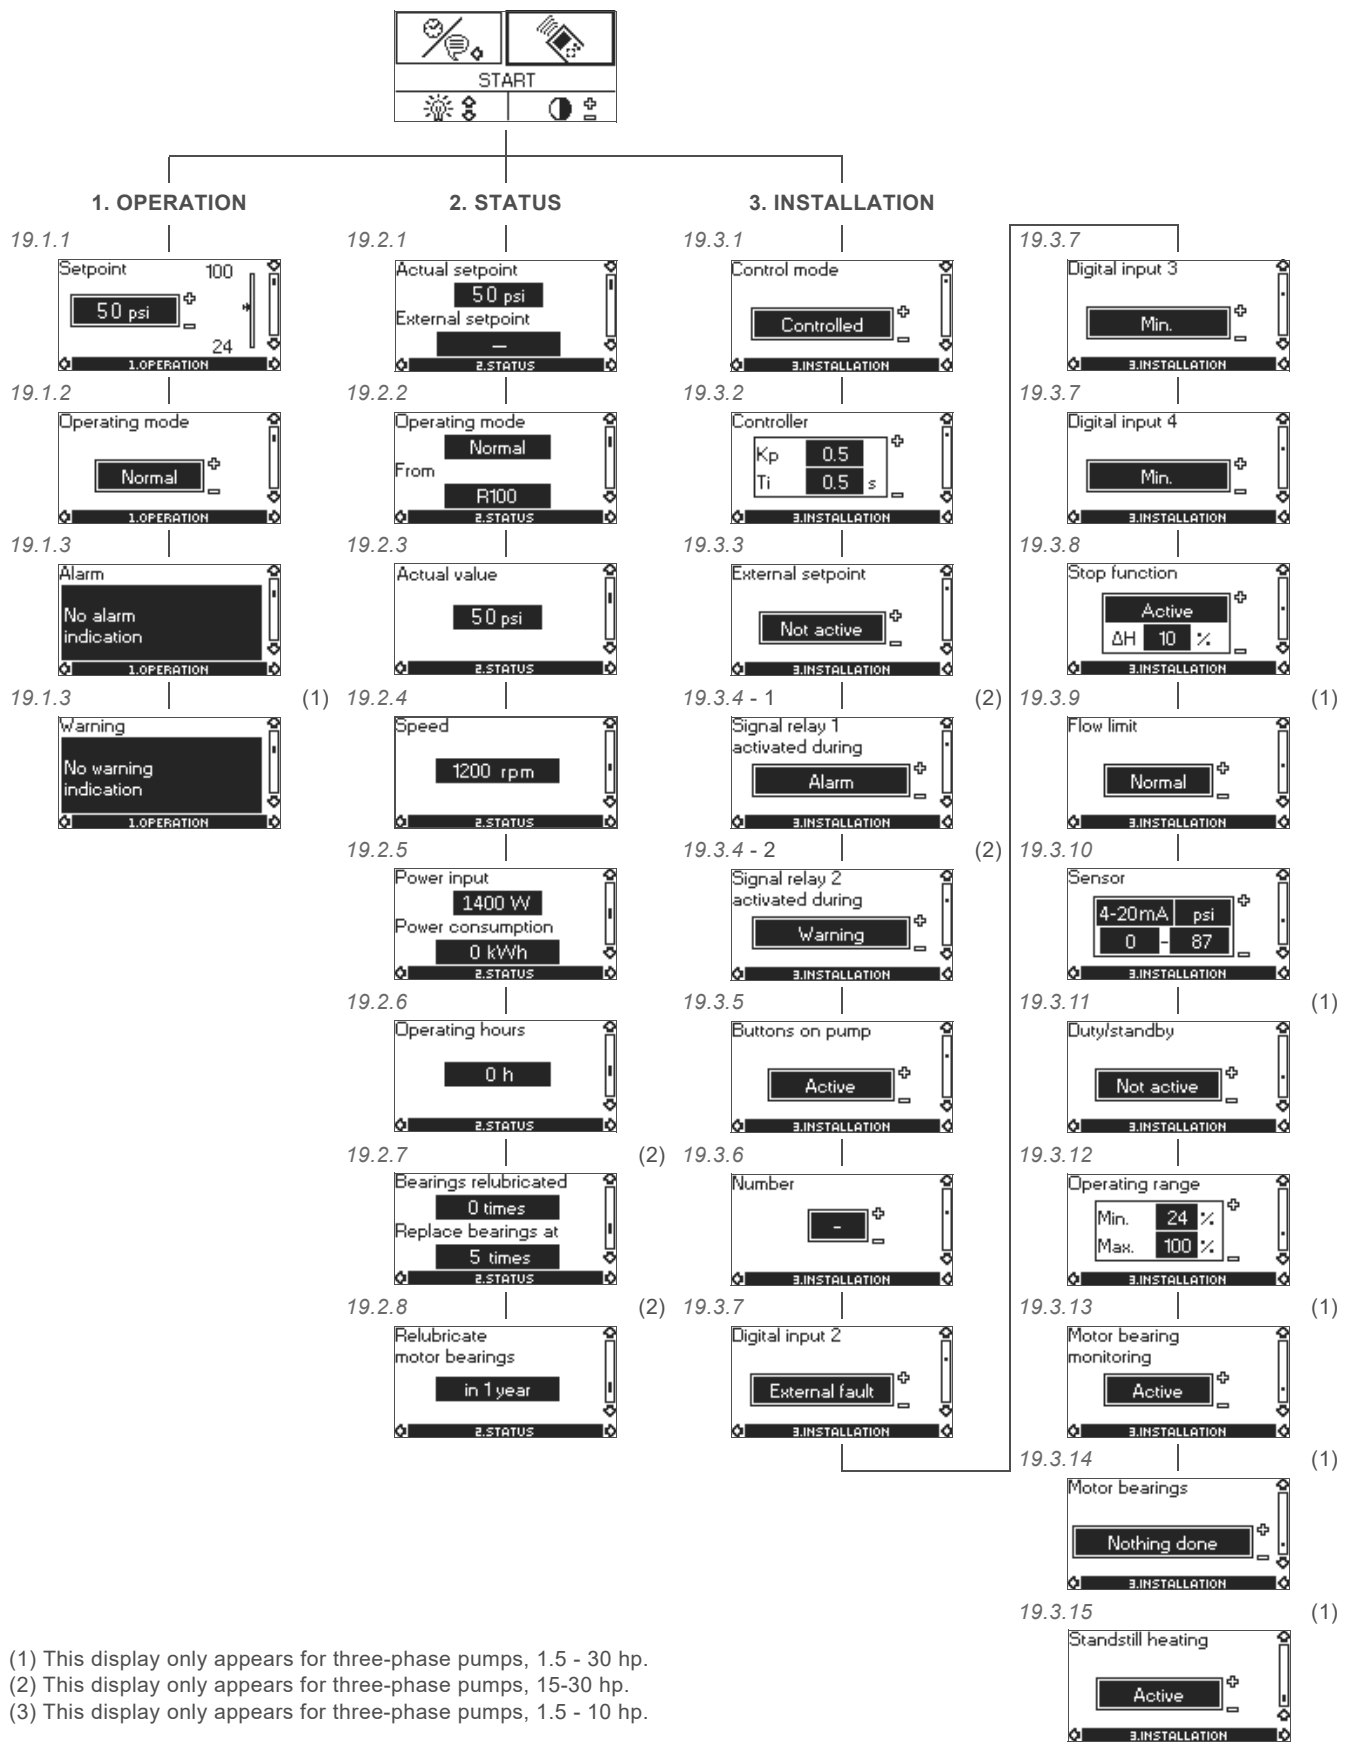 START
1. OPERATION
19.1.1
Setpoint
100
50 psi
24
1.OPERATION
19.1.2
Operating mode
Normal
1.OPERATION
19.1.3
Alarm
No alarm
indication
1.OPERATION
19.1.3
(1)
Warning
No warning
indication
1.OPERATION
2. STATUS
19.2.1
Actual setpoint
50 psi
External setpoint
–
2.STATUS
19.2.2
Operating mode
Normal
From
R100
2.STATUS
19.2.3
Actual value
50 psi
2.STATUS
19.2.4
Speed
1200 rpm
2.STATUS
19.2.5
Power input
1400 W
Power consumption
0 kWh
2.STATUS
19.2.6
Operating hours
0 h
2.STATUS
19.2.7
(2)
Bearings relubricated
0 times
Replace bearings at
5 times
2.STATUS
19.2.8
(2)
Relubricate
motor bearings
in 1 year
2.STATUS
3. INSTALLATION
19.3.1
Control mode
Controlled
3.INSTALLATION
19.3.2
Controller
Kp 0.5
Ti 0.5 s
3.INSTALLATION
19.3.3
External setpoint
Not active
3.INSTALLATION
19.3.4 - 1
(2)
Signal relay 1
activated during
Alarm
3.INSTALLATION
19.3.4 - 2
(2)
Signal relay 2
activated during
Warning
3.INSTALLATION
19.3.5
Buttons on pump
Active
3.INSTALLATION
19.3.6
Number
-
3.INSTALLATION
19.3.7
Digital input 2
External fault
3.INSTALLATION
19.3.7
Digital input 3
Min.
3.INSTALLATION
19.3.7
Digital input 4
Min.
3.INSTALLATION
19.3.8
Stop function
Active
ΔH 10 %
3.INSTALLATION
19.3.9
(1)
Flow limit
Normal
3.INSTALLATION
19.3.10
Sensor
4-20mA psi
0 - 87
3.INSTALLATION
19.3.11
(1)
Duty/standby
Not active
3.INSTALLATION
19.3.12
Operating range
Min. 24 %
Max. 100 %
3.INSTALLATION
19.3.13
(1)
Motor bearing
monitoring
Active
3.INSTALLATION
19.3.14
(1)
Motor bearings
Nothing done
3.INSTALLATION
19.3.15
(1)
Standstill heating
Active
3.INSTALLATION
(1) This display only appears for three-phase pumps, 1.5 - 30 hp.
(2) This display only appears for three-phase pumps, 15-30 hp.
(3) This display only appears for three-phase pumps, 1.5 - 10 hp.